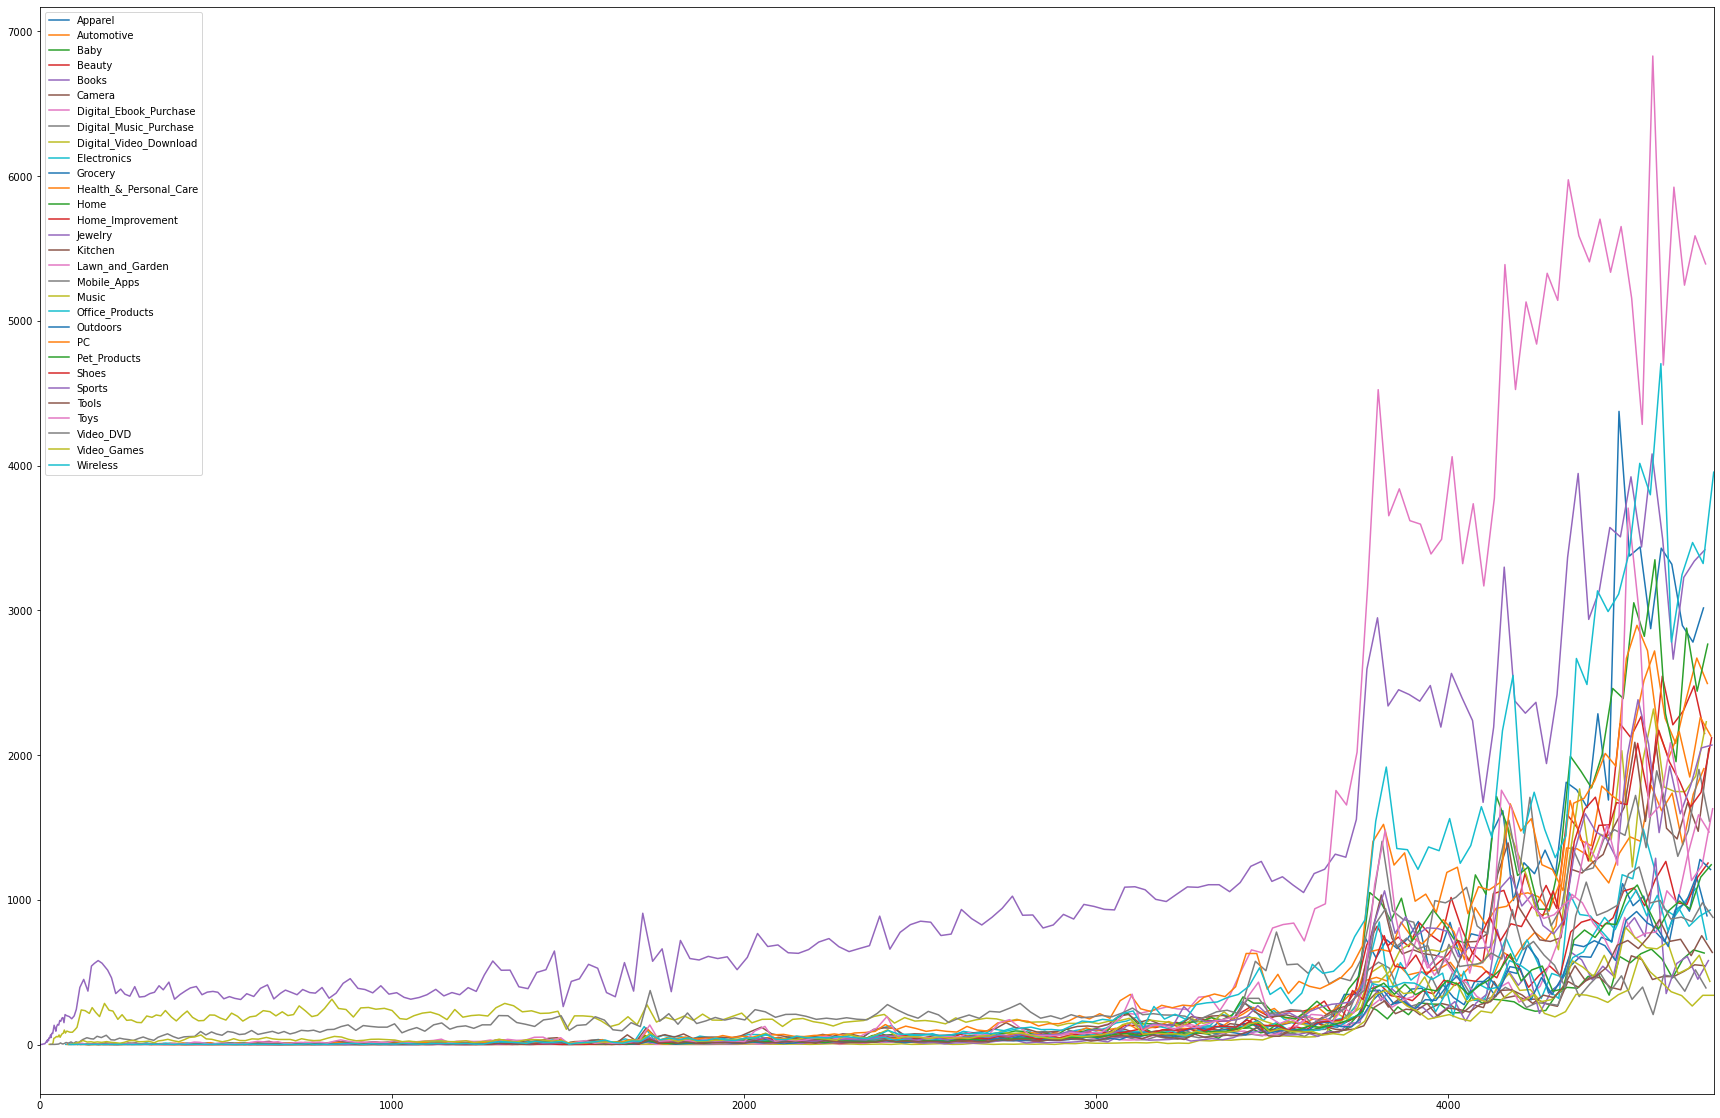 7000
6000
5000
4000
3000
2000
1000
0
Apparel
Automotive
Baby
Beauty
Books
Camera
Digital_Ebook_Purchase
Digital_Music_Purchase
Digital_Video_Download
Electronics
Grocery
Health_&_Personal_Care
Home
Home_Improvement
Jewelry
Kitchen
Lawn_and_Garden
Mobile_Apps
Music
Office_Products
Outdoors
PC
Pet_Products
Shoes
Sports
Tools
Toys
Video_DVD
Video_Games
Wireless
0 1000 2000 3000 4000